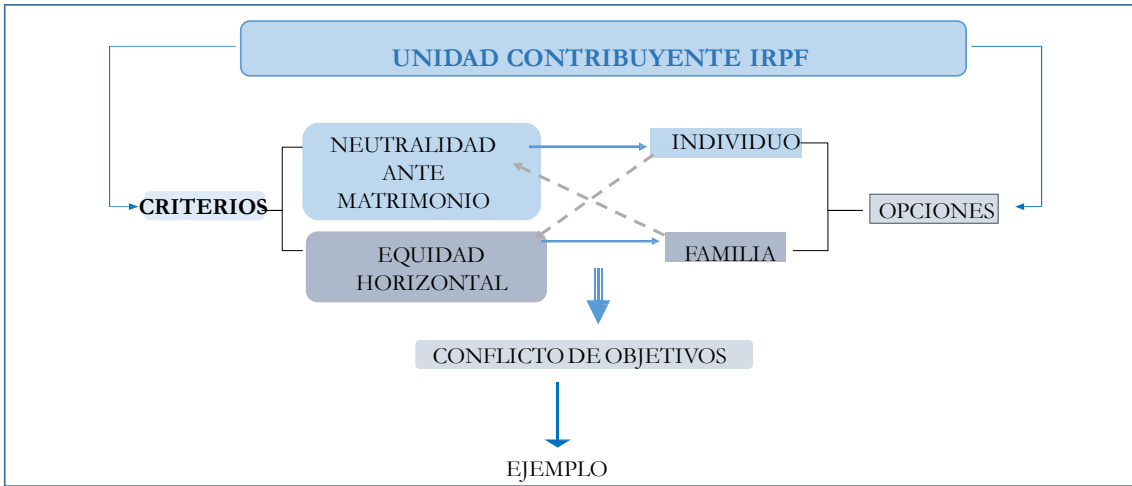 UNIDAD CONTRIBUYENTE IRPF
NEUTRALIDAD
ANTE
MATRIMONIO
INDIVIDUO
CRITERIOS
OPCIONES
EQUIDAD
HORIZONTAL
FAMILIA
CONFLICTO DE OBJETIVOS
EJEMPLO